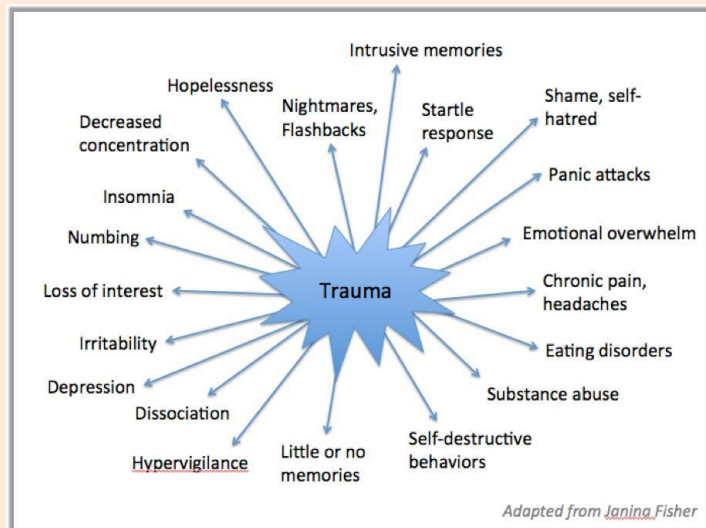 Intrusive memories
Hopelessness
Nightmares,
Flashbacks
Startle
response
Shame, self-
hatred
Decreased
concentration
Panic attacks
Insomnia
Numbing
Emotional overwhelm
Loss of interest
Trauma
Chronic pain,
headaches
Irritability
Eating disorders
Depression
Substance abuse
Dissociation
Hypervigilance
Little or no
memories
Self-destructive
behaviors
Adapted from Janina Fisher